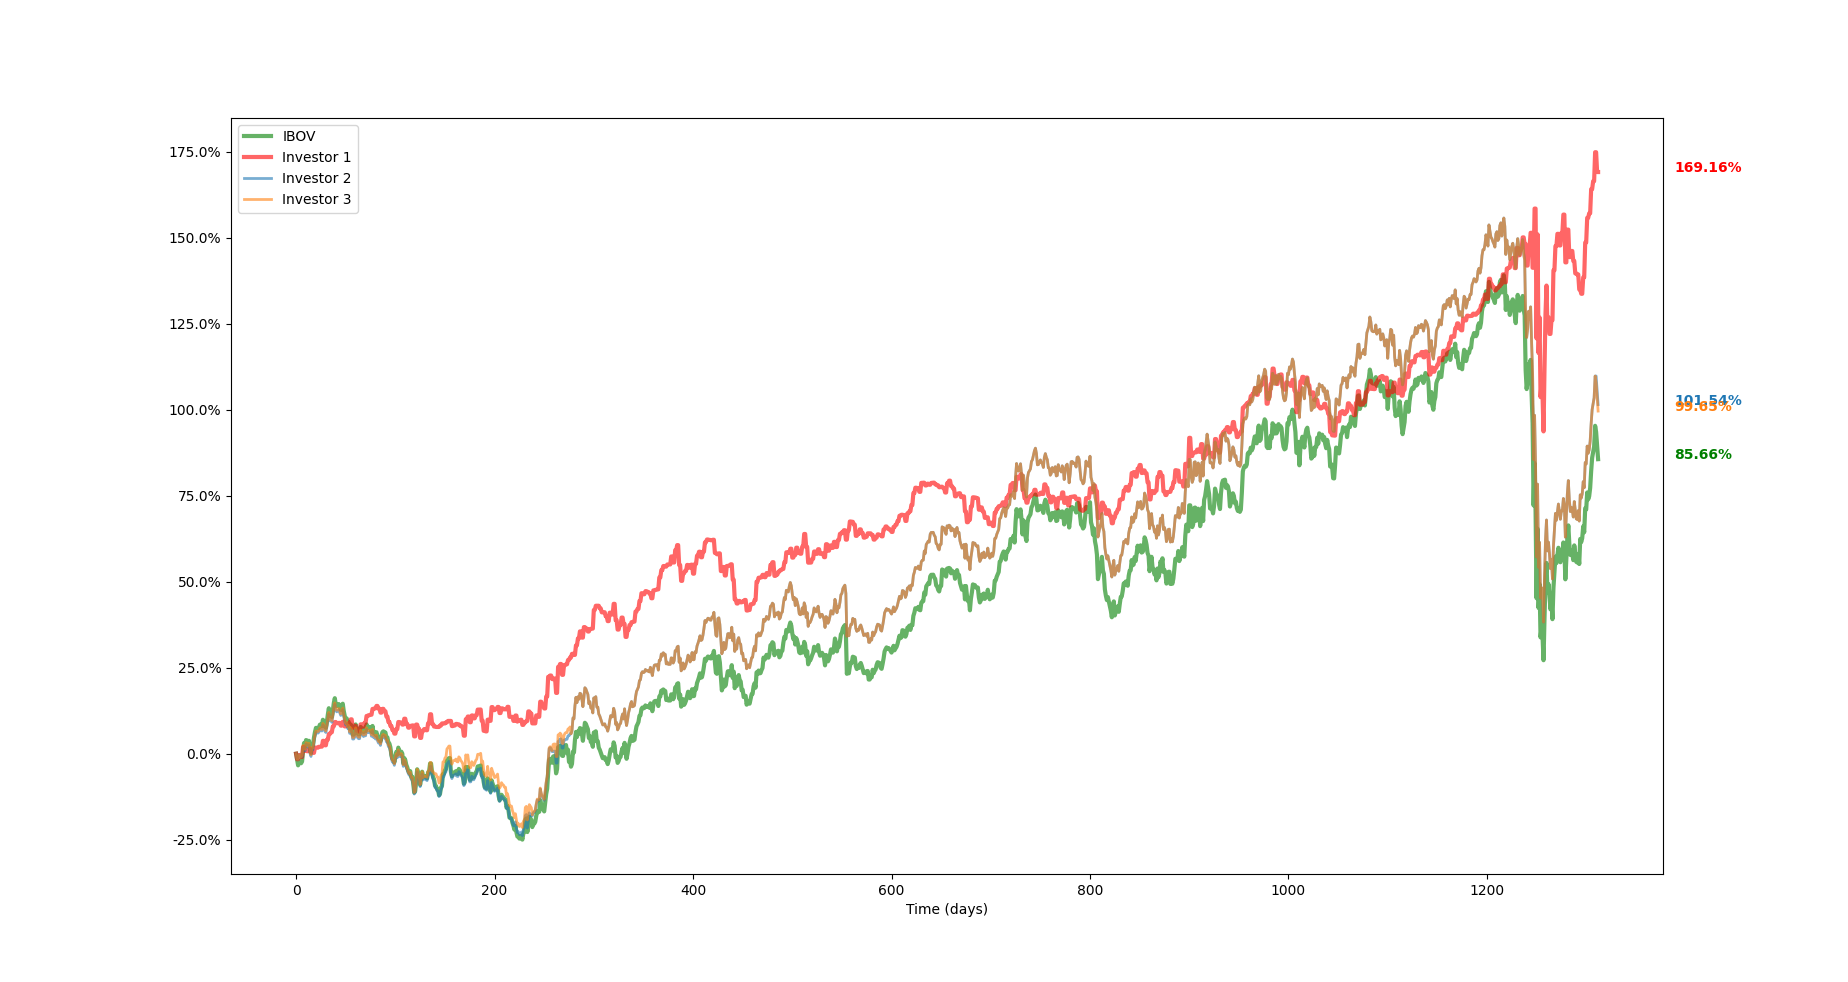 IBOV
Investor 1
Investor 2
Investor 3
175.0%
150.0%
125.0%
100.0%
75.0%
50.0%
25.0%
0.0%
-25.0%
169.16%
101.54%
99.65%
85.66%
0 200 400 600 800 1000 1200
Time (days)